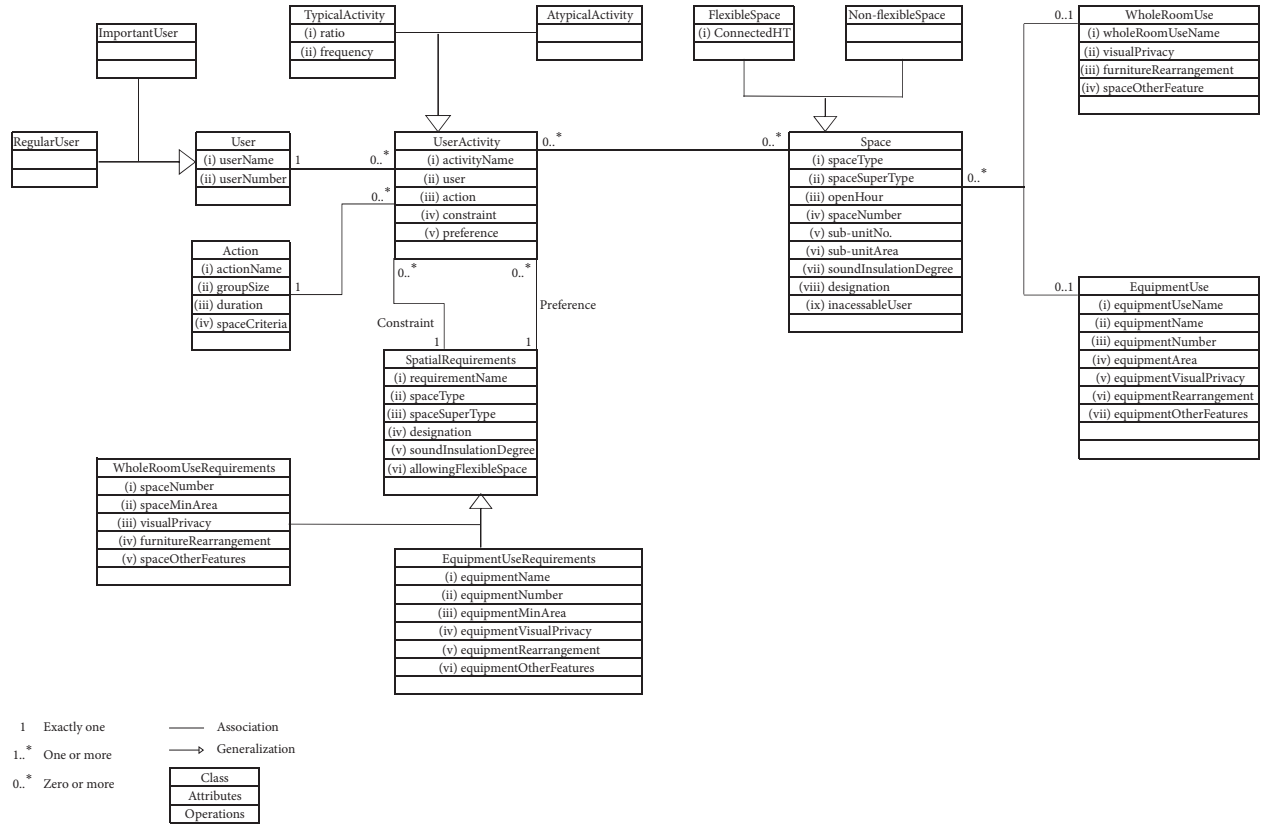 TypicalActivity
(i) ratio
(ii) frequency
AtypicalActivity
FlexibleSpace
(i) ConnectedHT
Non-flexibleSpace
0..1
WholeRoomUse
(i) wholeRoomUseName
(ii) visualPrivacy
(iii) furnitureRearrangement
(iv) spaceOtherFeature
ImportantUser
RegularUser
User
(i) userName
(ii) userNumber
1
0..*
UserActivity
(i) activityName
(ii) user
(iii) action
(iv) constraint
(v) preference
0..*
0..*
0..*
Space
(i) spaceType
(ii) spaceSuperType
(iii) openHour
(iv) spaceNumber
(v) sub-unitNo.
(vi) sub-unitArea
(vii) soundInsulationDegree
(viii) designation
(ix) inacessableUser
0..*
Action
(i) actionName
(ii) groupSize
(iii) duration
(iv) spaceCriteria
1
0..*
0..*
Constraint
Preference
1
1
0..1
EquipmentUse
(i) equipmentUseName
(ii) equipmentName
(iii) equipmentNumber
(iv) equipmentArea
(v) equipmentVisualPrivacy
(vi) equipmentRearrangement
(vii) equipmentOtherFeatures
SpatialRequirements
(i) requirementName
(ii) spaceType
(iii) spaceSuperType
(iv) designation
(v) soundInsulationDegree
(vi) allowingFlexibleSpace
WholeRoomUseRequirements
(i) spaceNumber
(ii) spaceMinArea
(iii) visualPrivacy
(iv) furnitureRearrangement
(v) spaceOtherFeatures
EquipmentUseRequirements
(i) equipmentName
(ii) equipmentNumber
(iii) equipmentMinArea
(iv) equipmentVisualPrivacy
(v) equipmentRearrangement
(vi) equipmentOtherFeatures
1 Exactly one
1..* One or more
0..* Zero or more
Association
Generalization
Class
Attributes
Operations